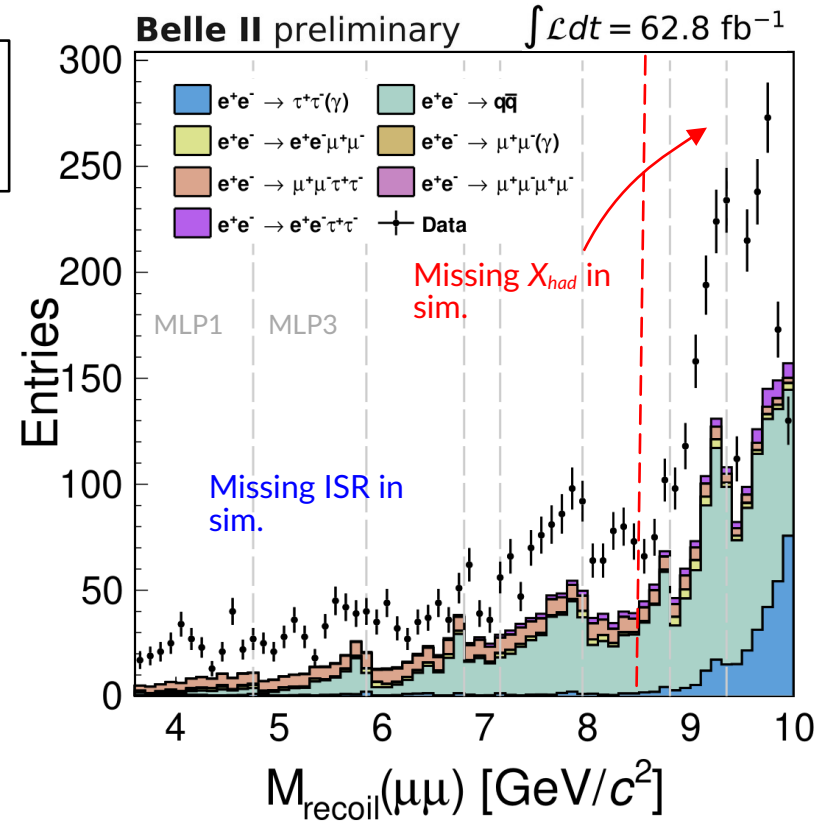 Belle II preliminary
∫ℒdt = 62.8 fb⁻¹
300
250
200
150
100
50
0
Entries
e⁺e⁻ → τ⁺τ⁻(γ)
e⁺e⁻ → qq̅
e⁺e⁻ → e⁺e⁻μ⁺μ⁻
e⁺e⁻ → μ⁺μ⁻(γ)
e⁺e⁻ → μ⁺μ⁻τ⁺τ⁻
e⁺e⁻ → μ⁺μ⁻μ⁺μ⁻
e⁺e⁻ → e⁺e⁻τ⁺τ⁻
Data
Missing X_had in
sim.
MLP1
MLP3
Missing ISR in
sim.
4 5 6 7 8 9 10
M_recoil(μμ) [GeV/c²]